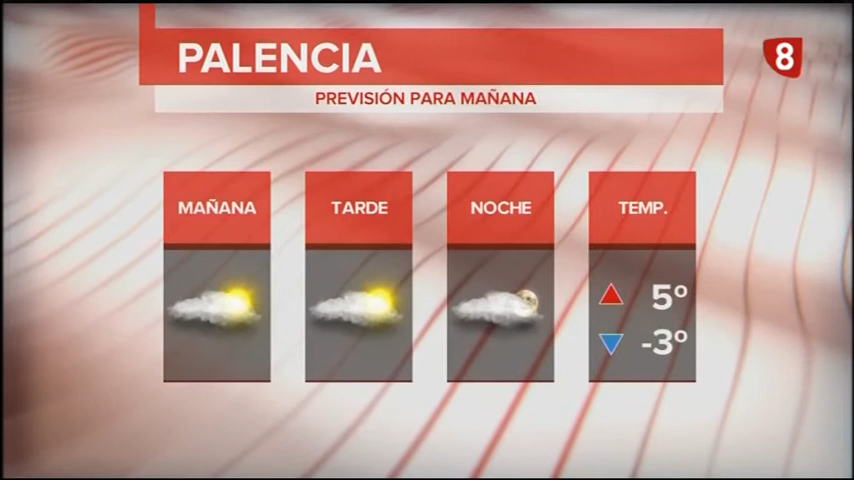 PALENCIA
8
PREVISIÓN PARA MAÑANA
MAÑANA
TARDE
NOCHE
TEMP.
5º
-3º